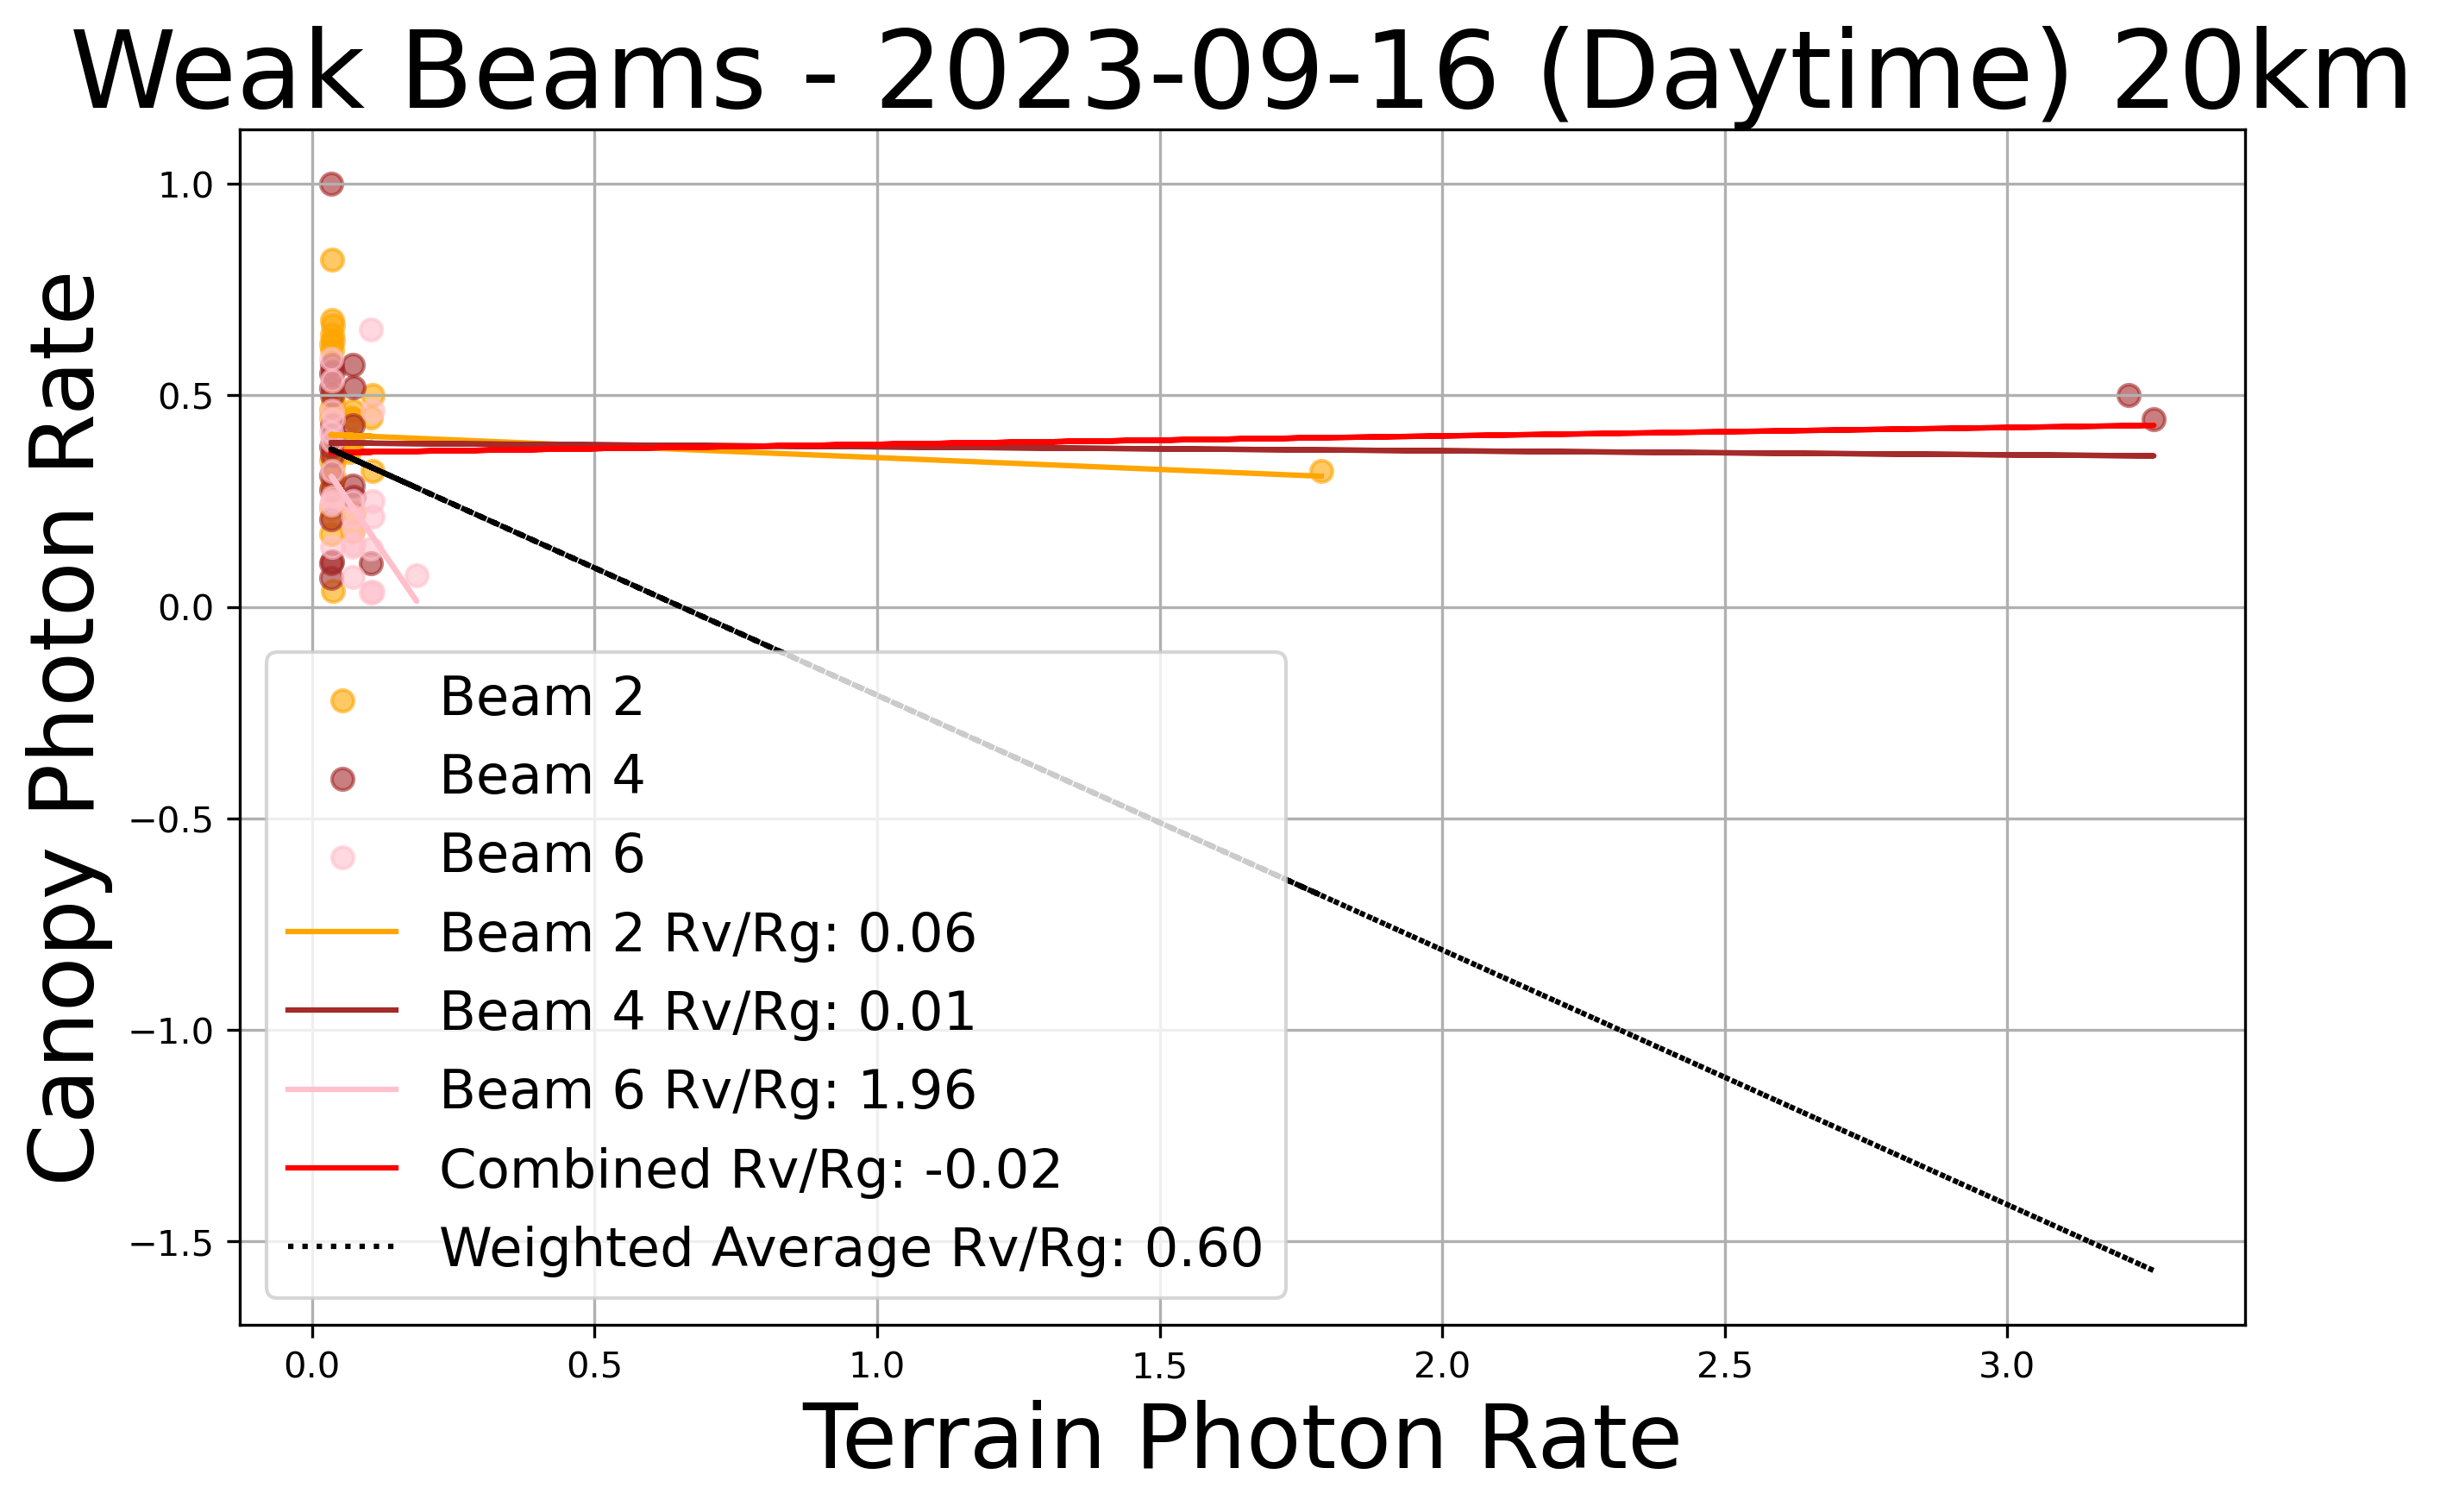 Weak Beams - 2023-09-16 (Daytime) 20km
Canopy Photon Rate
1.0
0.5
0.0
−0.5
−1.0
−1.5
Beam 2
Beam 4
Beam 6
Beam 2 Rv/Rg: 0.06
Beam 4 Rv/Rg: 0.01
Beam 6 Rv/Rg: 1.96
Combined Rv/Rg: -0.02
Weighted Average Rv/Rg: 0.60
0.0 0.5 1.0 1.5 2.0 2.5 3.0
Terrain Photon Rate